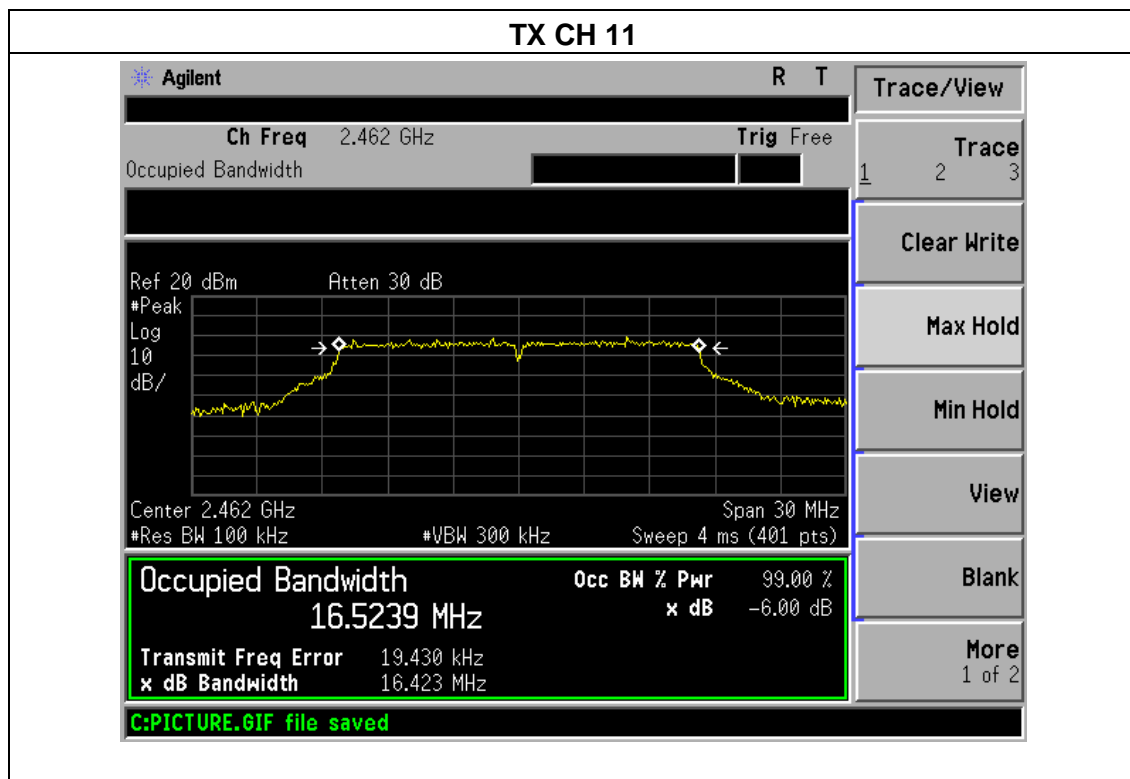 TX CH 11
Agilent R T
Trace/View
Ch Freq 2.462 GHz Trig Free
Occupied Bandwidth
Trace
1 2 3
Clear Write
Ref 20 dBm Atten 30 dB
#Peak
Log
10
dB/
Max Hold
Min Hold
View
Center 2.462 GHz Span 30 MHz
#Res BW 100 kHz #VBW 300 kHz Sweep 4 ms (401 pts)
Occupied Bandwidth Occ BW % Pwr 99.00 %
16.5239 MHz x dB -6.00 dB
Blank
Transmit Freq Error 19.430 kHz
x dB Bandwidth 16.423 MHz
More
1 of 2
C:PICTURE.GIF file saved